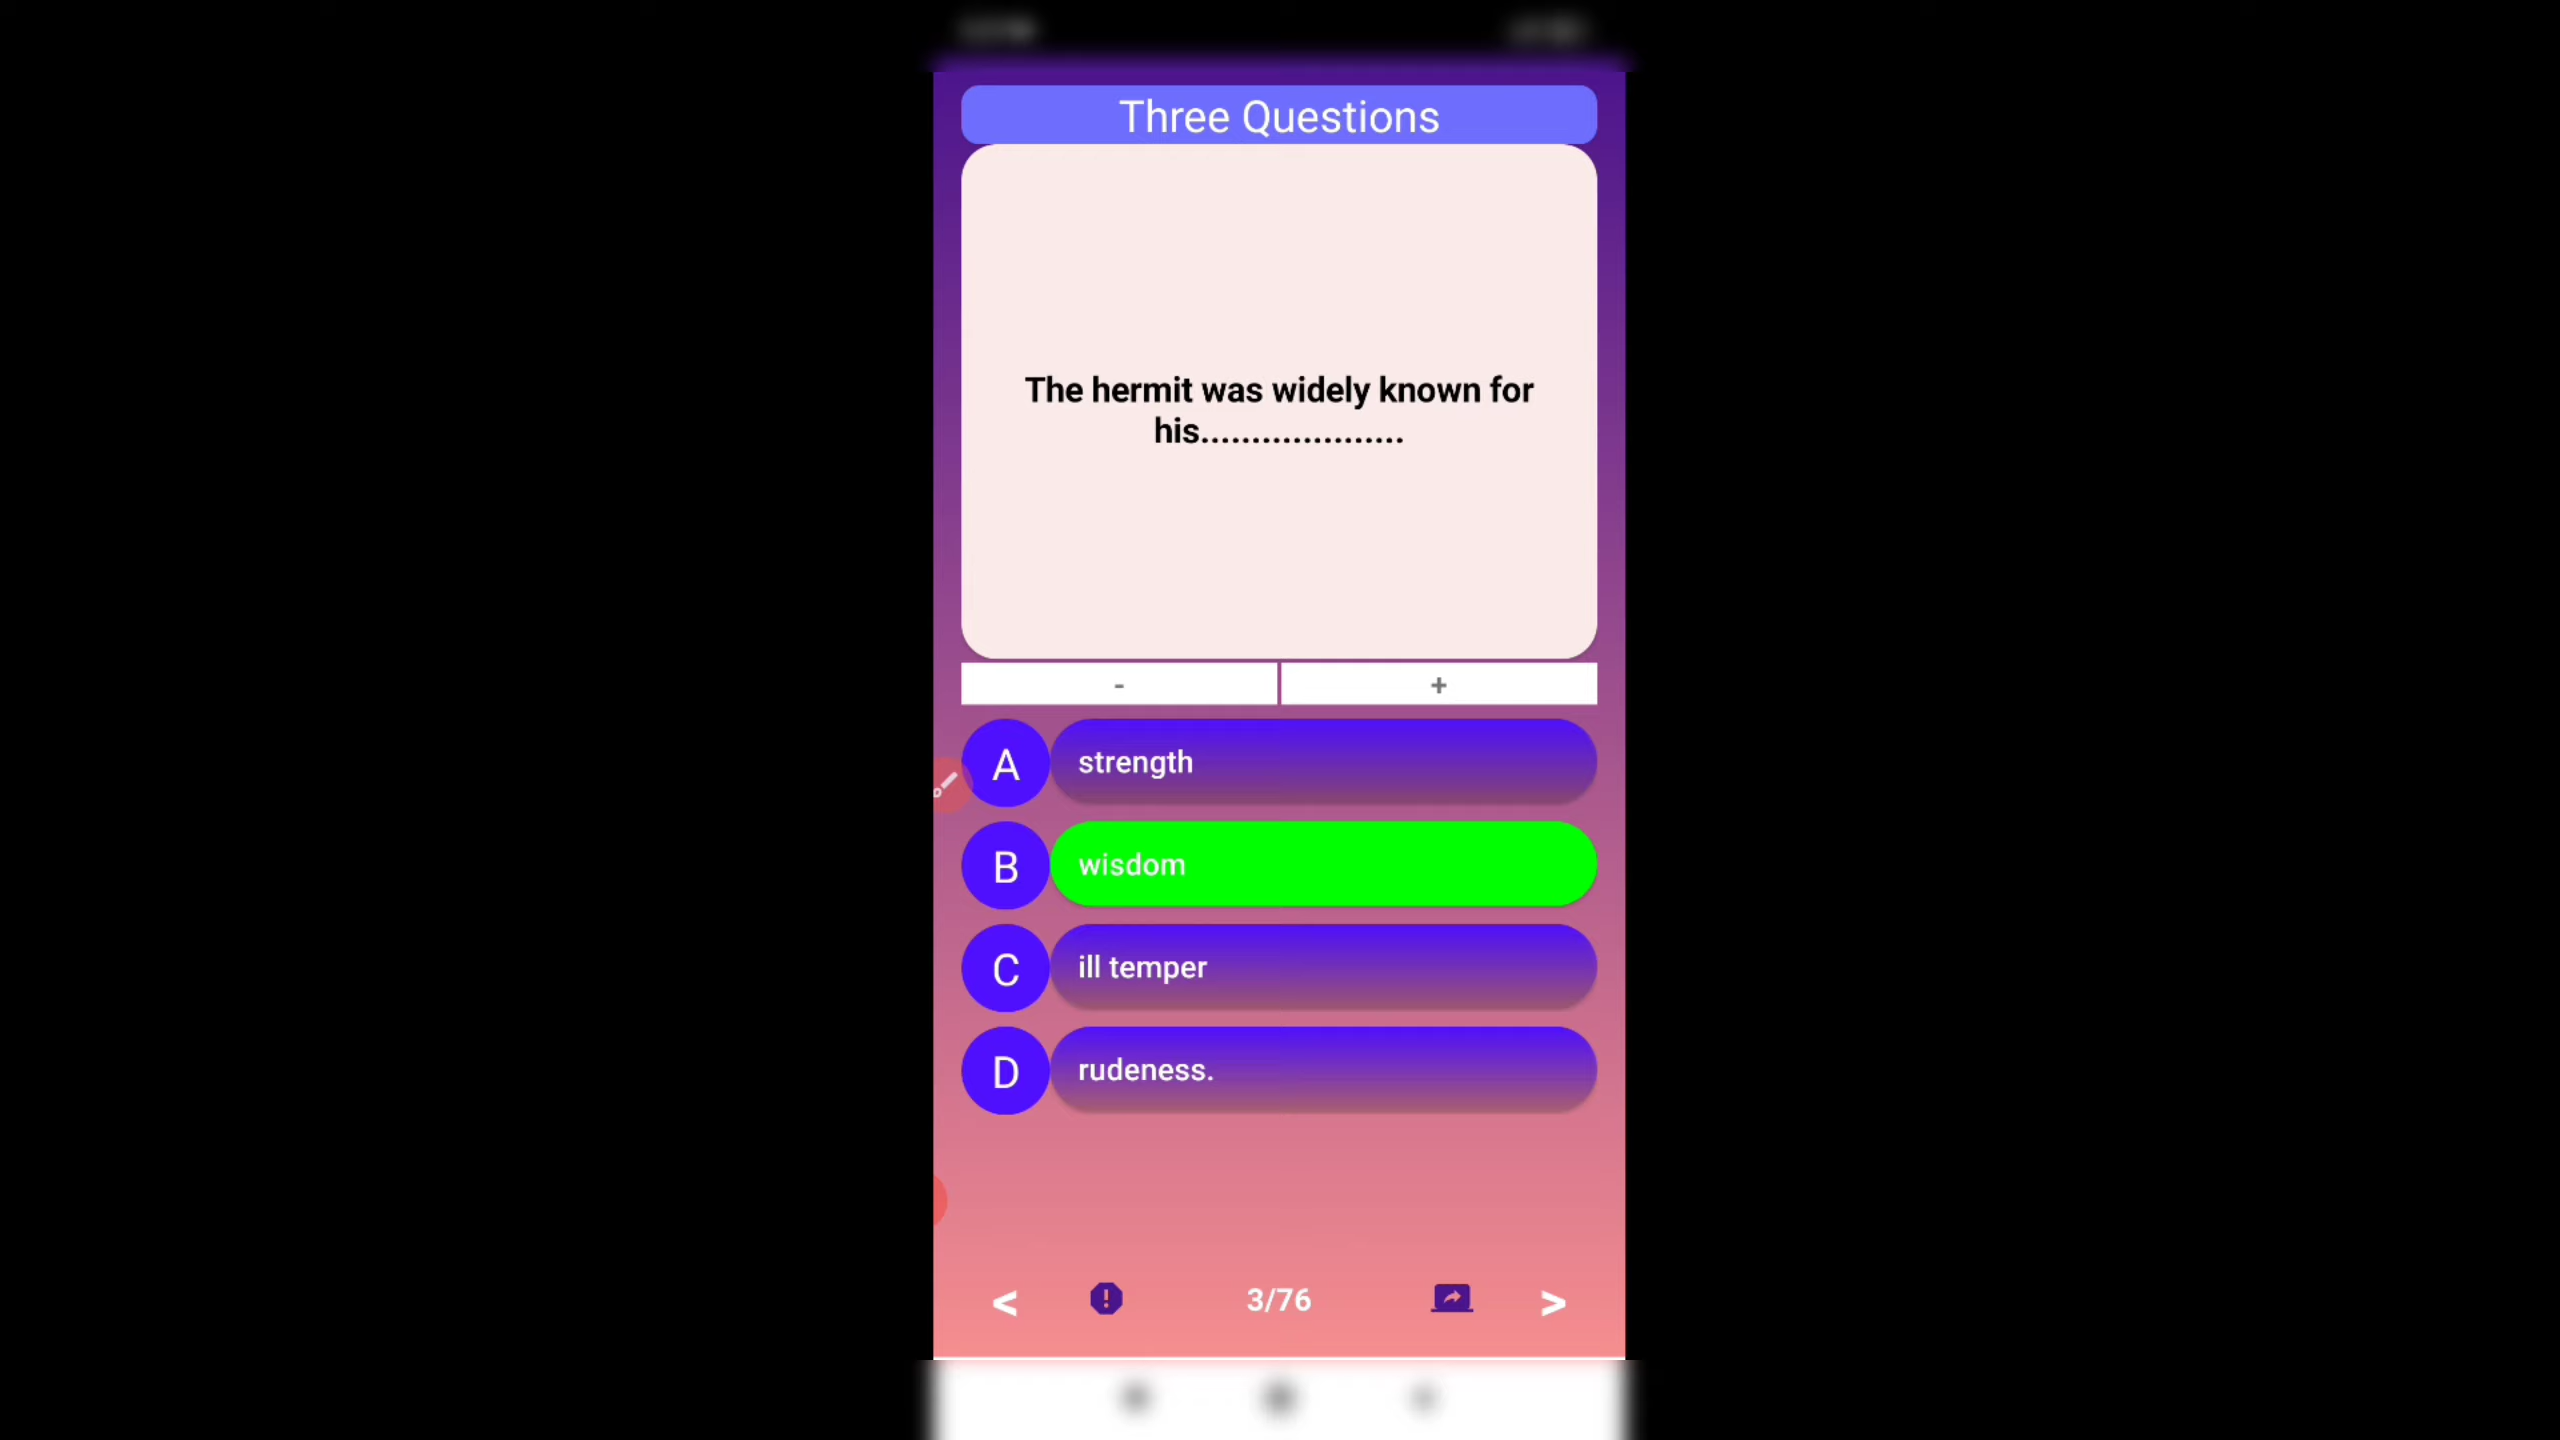 Three Questions
The hermit was widely known for
his....................
-
+
A
strength
B
wisdom
C
ill temper
D
rudeness.
<
3/76
>